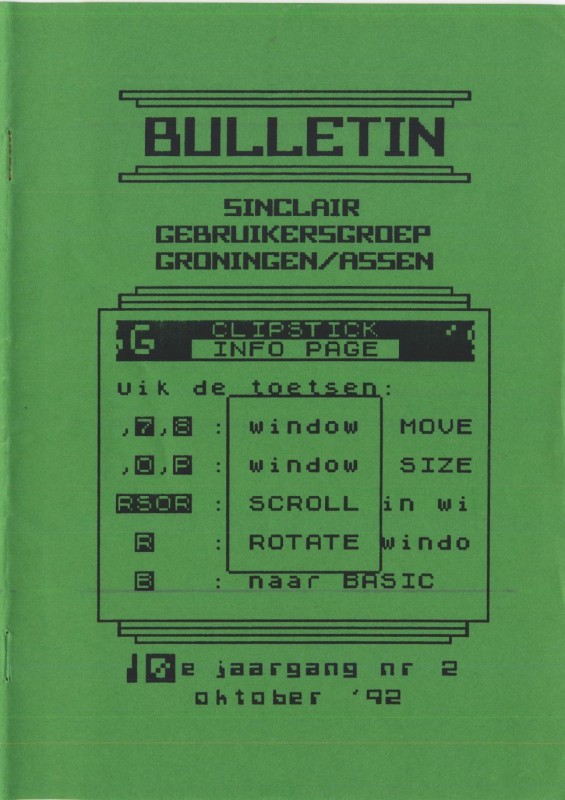 BULLETIN
SINCLAIR
GEBRUIKERSGROEP
GRONINGEN/ASSEN
G CLIPSTICK
INFO PAGE
uik de toetsen:
,7,8 : window MOVE
,O,P : window SIZE
RSOR : SCROLL in wi
R : ROTATE windo
B : naar BASIC
10e jaargang nr 2
oktober '92